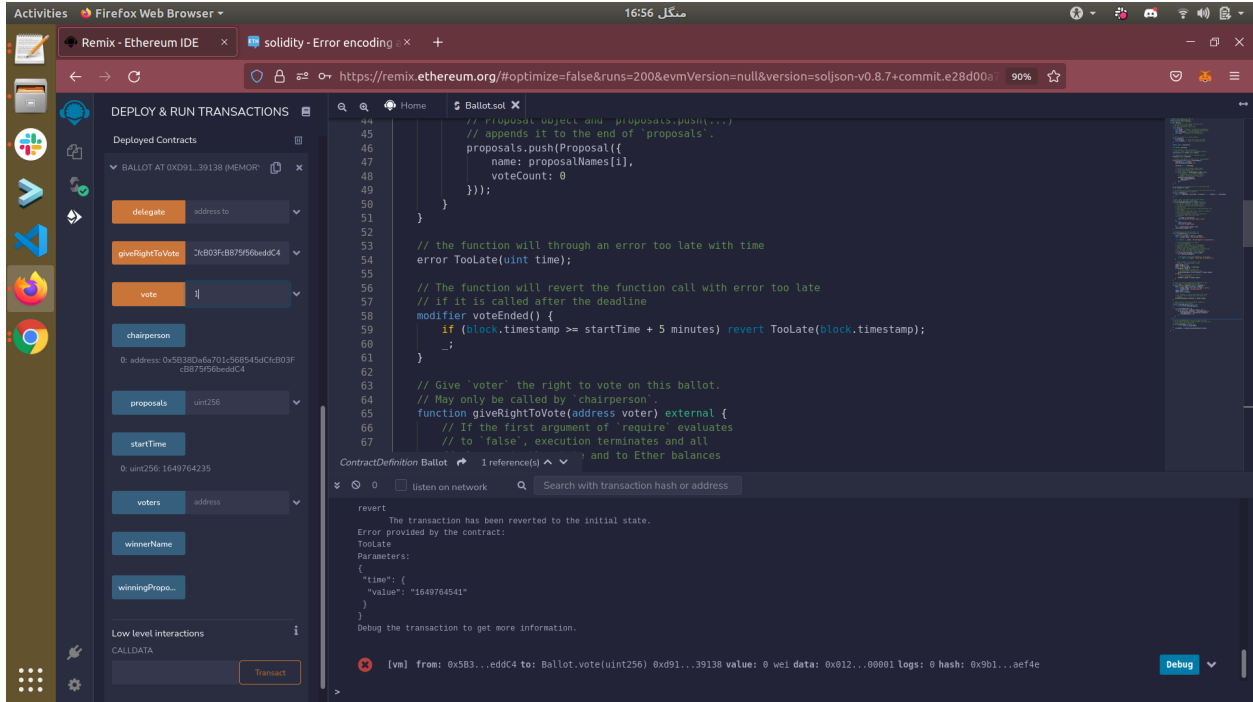 Activities
Firefox Web Browser
منگل 16:56
Remix - Ethereum IDE
solidity - Error encoding a
https://remix.ethereum.org/#optimize=false&runs=200&evmVersion=null&version=soljson-v0.8.7+commit.e28d00a7
90%
DEPLOY & RUN TRANSACTIONS
Deployed Contracts
BALLOT AT 0XD91...39138 (MEMORY
delegate
address to
giveRightToVote
CfcB03FcB875f56beddC4
vote
1
chairperson
0: address: 0x5B38Da6a701c568545dCfcB03F
cB875f56beddC4
proposals
uint256
startTime
0: uint256: 1649764235
voters
address
winnerName
winningPropo...
Low level interactions
i
CALLDATA
Transact
Home
Ballot.sol
44 // Proposal object and `proposals.push(...)`
45 // appends it to the end of `proposals`.
46 proposals.push(Proposal({
47 name: proposalNames[i],
48 voteCount: 0
49 }));
50 }
51 }
52
53 // the function will through an error too late with time
54 error TooLate(uint time);
55
56 // The function will revert the function call with error too late
57 // if it is called after the deadline
58 modifier voteEnded() {
59 if (block.timestamp >= startTime + 5 minutes) revert TooLate(block.timestamp);
60 _;
61 }
62
63 // Give `voter` the right to vote on this ballot.
64 // May only be called by `chairperson`.
65 function giveRightToVote(address voter) external {
66 // If the first argument of `require` evaluates
67 // to `false`, execution terminates and all
and to Ether balances
ContractDefinition Ballot 1 reference(s)
0
listen on network
Search with transaction hash or address
revert
The transaction has been reverted to the initial state.
Error provided by the contract:
TooLate
Parameters:
{
"time": {
"value": "1649764541"
}
}
Debug the transaction to get more information.
[vm] from: 0x5B3...eddC4 to: Ballot.vote(uint256) 0xd91...39138 value: 0 wei data: 0x012...00001 logs: 0 hash: 0x9b1...aef4e
Debug
>